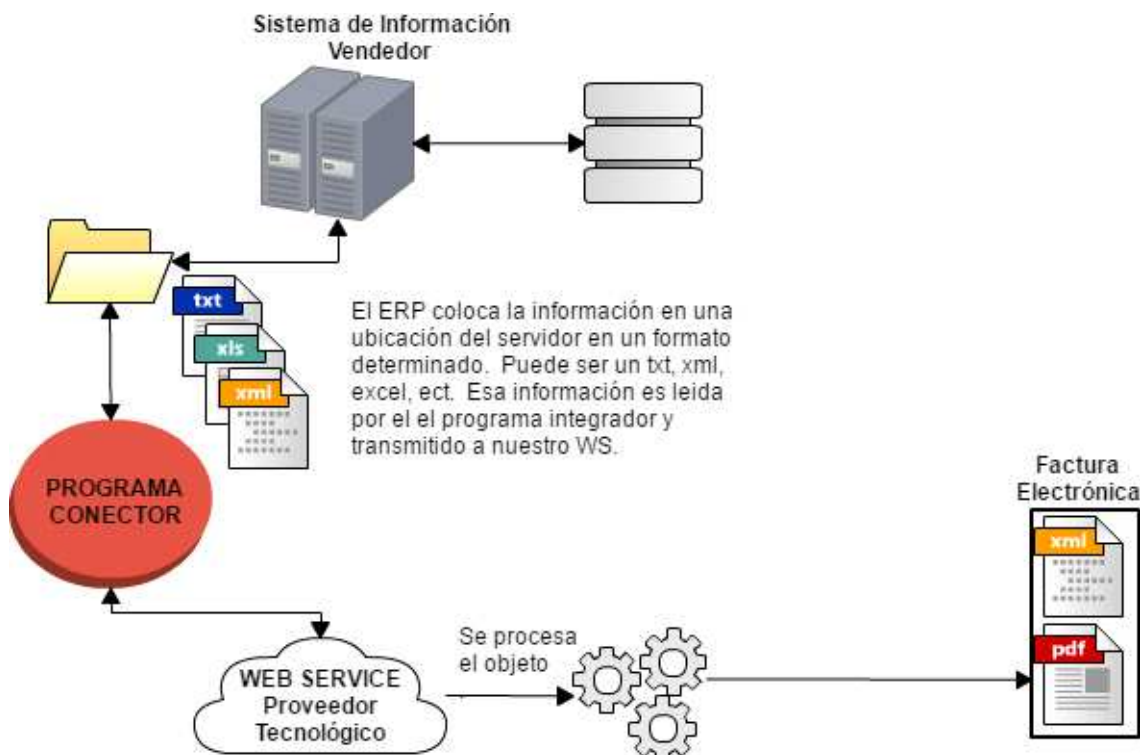 Sistema de Información
Vendedor
txt
xls
xml
El ERP coloca la información en una
ubicación del servidor en un formato
determinado. Puede ser un txt, xml,
excel, ect. Esa información es leida
por el el programa integrador y
transmitido a nuestro WS.
PROGRAMA
CONECTOR
Factura
Electrónica
xml
pdf
Se procesa
el objeto
WEB SERVICE
Proveedor
Tecnológico